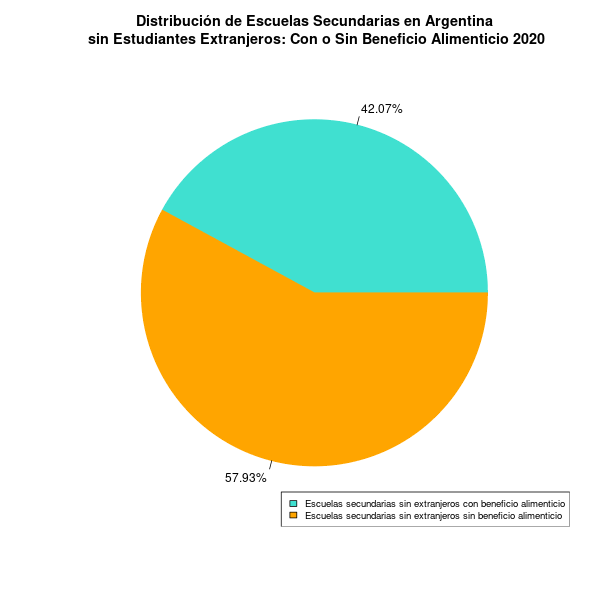 Distribución de Escuelas Secundarias en Argentina
sin Estudiantes Extranjeros: Con o Sin Beneficio Alimenticio 2020
42.07%
57.93%
Escuelas secundarias sin extranjeros con beneficio alimenticio
Escuelas secundarias sin extranjeros sin beneficio alimenticio